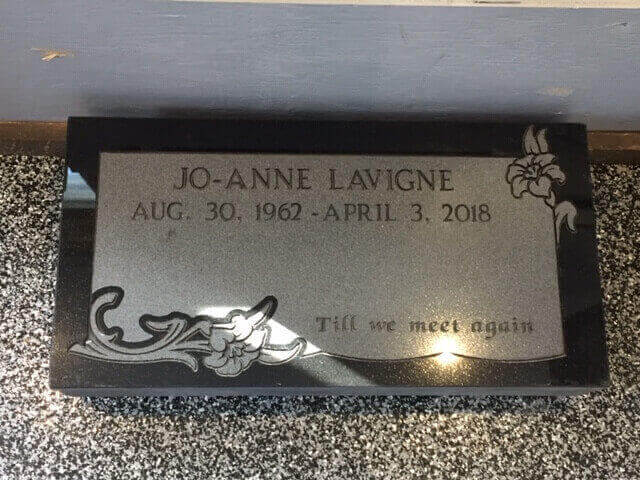 JO-ANNE LAVIGNE
AUG. 30, 1962 - APRIL 3, 2018
Till we meet again